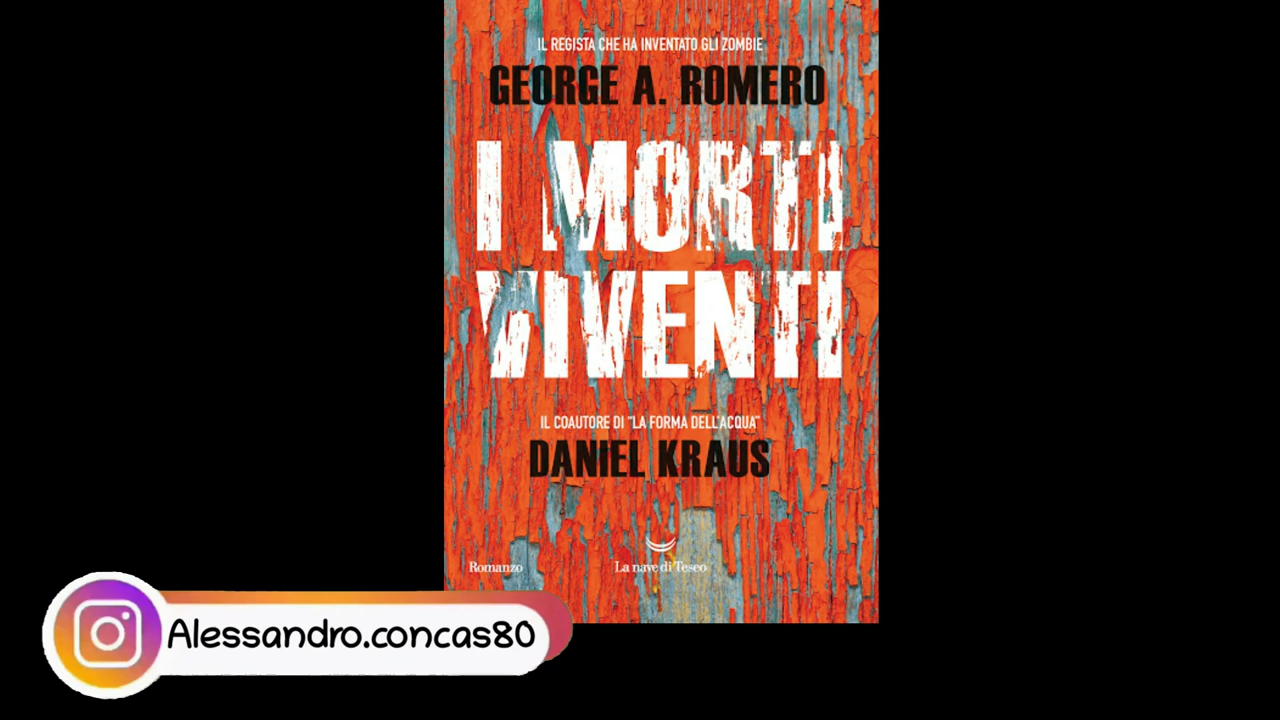 IL REGISTA CHE HA INVENTATO GLI ZOMBIE
GEORGE A. ROMERO
I MORTI
VIVENTI
IL COAUTORE DI "LA FORMA DELL'ACQUA"
DANIEL KRAUS
Romanzo
La nave di Teseo
Alessandro.concas80